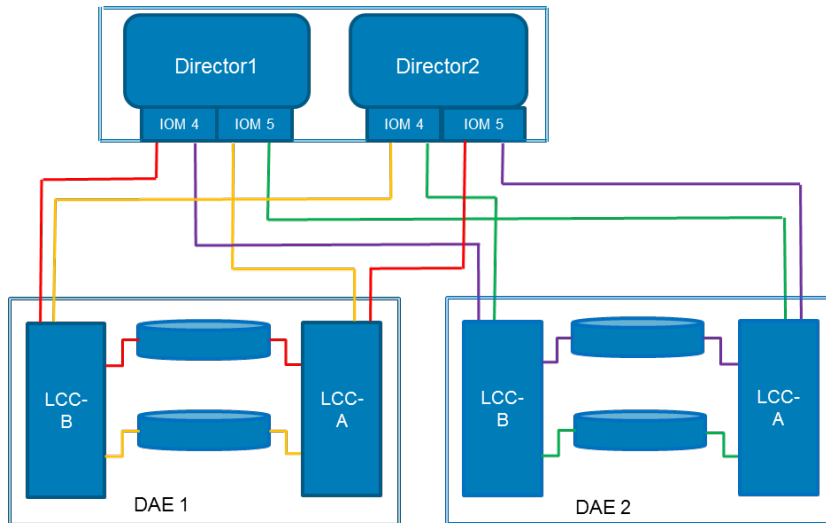 Director1
Director2
IOM 4
IOM 5
IOM 4
IOM 5
LCC-
B
LCC-
A
LCC-
B
LCC-
A
DAE 1
DAE 2